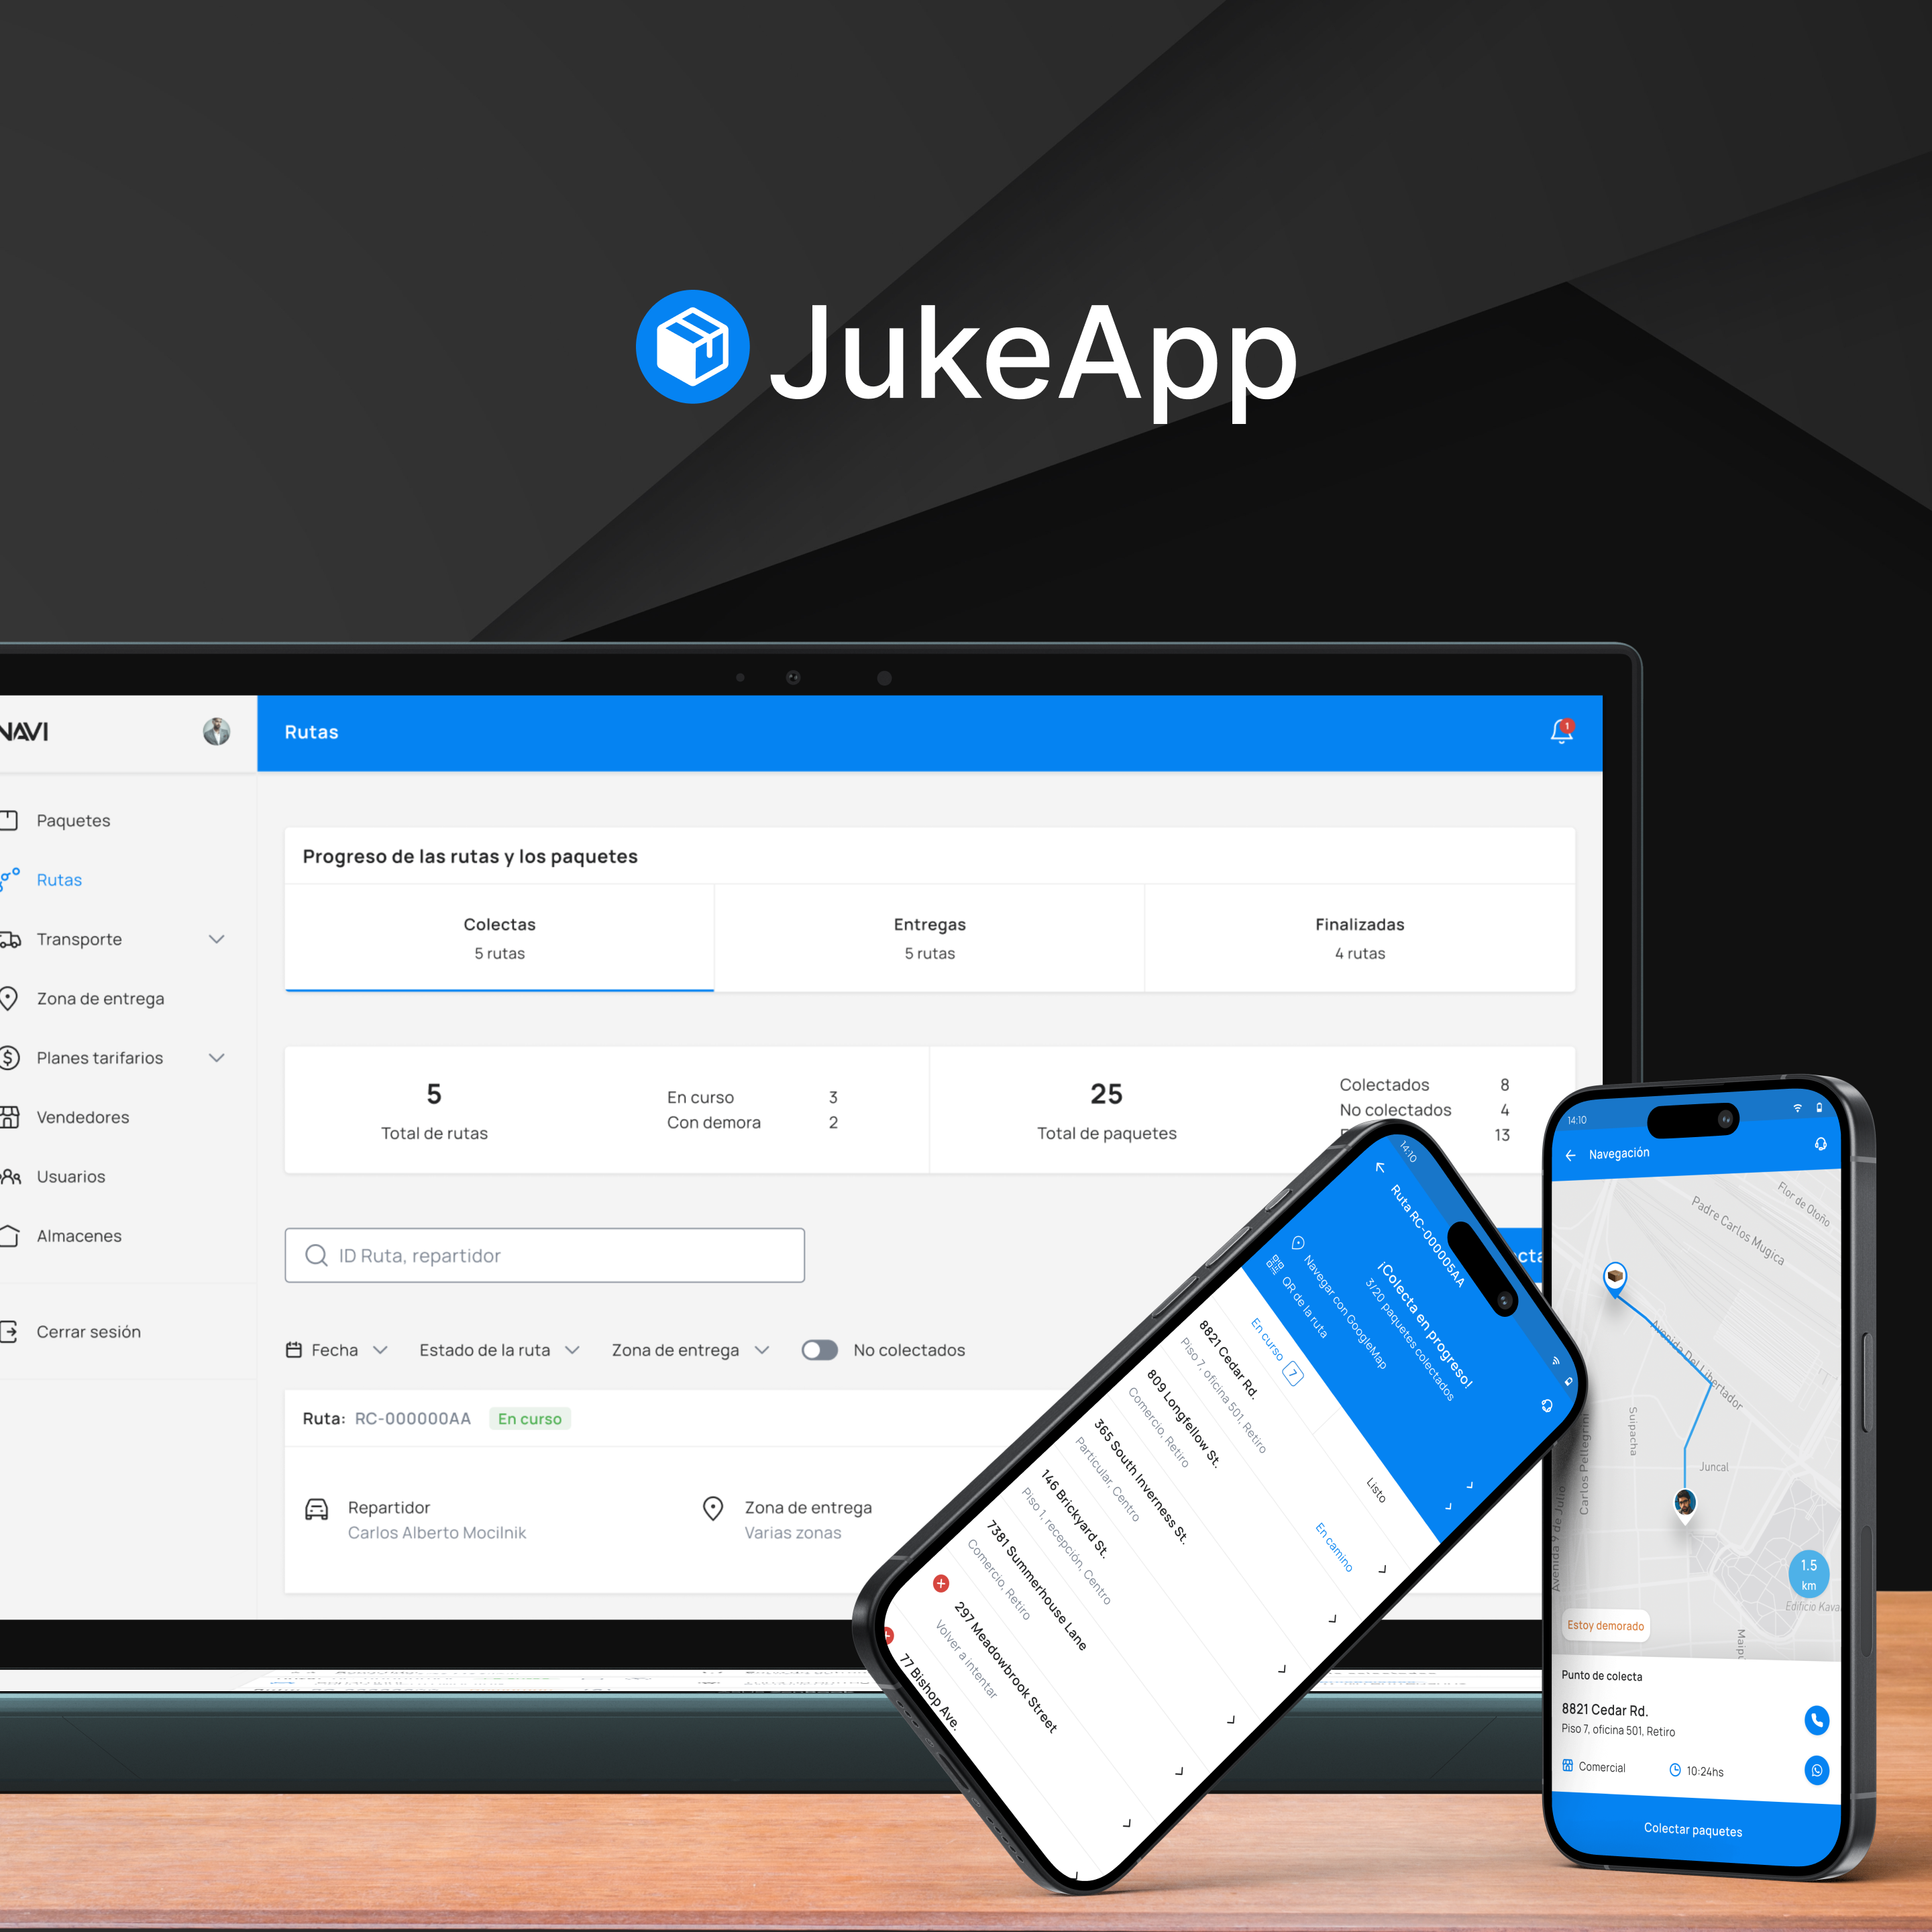 JukeApp
NAVI
Rutas
1
Paquetes
Rutas
Transporte
Zona de entrega
Planes tarifarios
Vendedores
Usuarios
Almacenes
Cerrar sesión
Progreso de las rutas y los paquetes
Colectas
5 rutas
Entregas
5 rutas
Finalizadas
4 rutas
5
Total de rutas
En curso 3
Con demora 2
25
Total de paquetes
Colectados 8
No colectados 4
13
ID Ruta, repartidor
Fecha
Estado de la ruta
Zona de entrega
No colectados
Ruta: RC-000000AA En curso
Repartidor
Carlos Alberto Mocilnik
Zona de entrega
Varias zonas
14:10
Ruta RC-000005AA
¡Colecta en progreso!
3/20 paquetes colectados
Navegar con GoogleMap
QR de la ruta
En curso 7
Listo
8821 Cedar Rd.
Piso 7, oficina 501, Retiro
En camino
809 Longfellow St.
Comercio, Retiro
365 South Inverness St.
Particular, Centro
146 Brickyard St.
Piso 1, recepción, Centro
7381 Summerhouse Lane
Comercio, Retiro
297 Meadowbrook Street
Volver a intentar
77 Bishop Ave.
14:10
Navegación
Flor de Otoño
Padre Carlos Mugica
Avenida Del Libertador
Suipacha
Carlos Pellegrini
Juncal
Avenida 9 de Julio
1.5
km
Edificio Kava
Maipú
Estoy demorado
Punto de colecta
8821 Cedar Rd.
Piso 7, oficina 501, Retiro
Comercial
10:24hs
Colectar paquetes